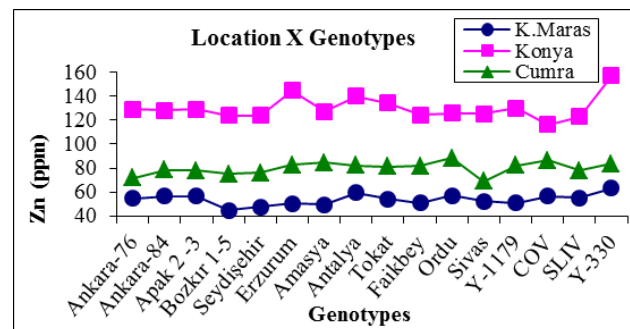 Location X Genotypes
K.Maras
Konya
Cumra
Zn (ppm)
160
140
120
100
80
60
40
Ankara-76
Ankara-84
Apak 2 -3
Bozkır 1-5
Seydişehir
Erzurum
Amasya
Antalya
Tokat
Faikbey
Ordu
Sivas
Y-1179
COV
SLIV
Y-330
Genotypes